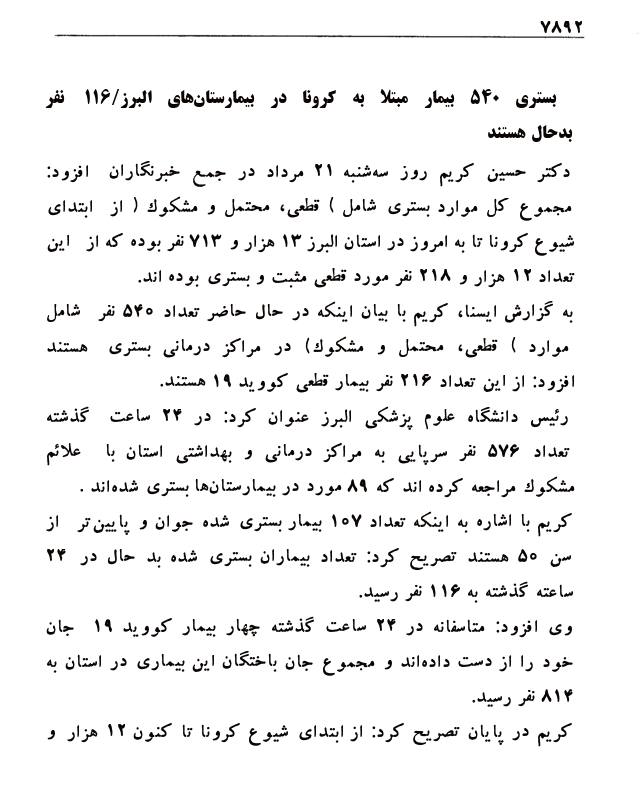 ۷۸۹۲
بستری ۵۴۰ بیمار مبتلا به کرونا در بیمارستان‌های البرز/۱۱۶ نفر
بدحال هستند
دکتر حسین کریم روز سه‌شنبه ۲۱ مرداد در جمع خبرنگاران افزود:
مجموع کل موارد بستری شامل ) قطعی، محتمل و مشکوك ( از ابتدای
شیوع کرونا تا به امروز در استان البرز ۱۳ هزار و ۷۱۳ نفر بوده که از این
تعداد ۱۲ هزار و ۲۱۸ نفر مورد قطعی مثبت و بستری بوده اند.
به گزارش ایسنا، کریم با بیان اینکه در حال حاضر تعداد ۵۴۰ نفر شامل
موارد ) قطعی، محتمل و مشکوك) در مراکز درمانی بستری هستند
افزود: از این تعداد ۲۱۶ نفر بیمار قطعی کووید ۱۹ هستند.
رئیس دانشگاه علوم پزشکی البرز عنوان کرد: در ۲۴ ساعت گذشته
تعداد ۵۷۶ نفر سرپایی به مراکز درمانی و بهداشتی استان با علائم
مشکوك مراجعه کرده اند که ۸۹ مورد در بیمارستان‌ها بستری شده‌اند .
کریم با اشاره به اینکه تعداد ۱۰۷ بیمار بستری شده جوان و پایین‌تر از
سن ۵۰ هستند تصریح کرد: تعداد بیماران بستری شده بد حال در ۲۴
ساعته گذشته به ۱۱۶ نفر رسید.
وی افزود: متاسفانه در ۲۴ ساعت گذشته چهار بیمار کووید ۱۹ جان
خود را از دست داده‌اند و مجموع جان باختگان این بیماری در استان به
۸۱۴ نفر رسید.
کریم در پایان تصریح کرد: از ابتدای شیوع کرونا تا کنون ۱۲ هزار و